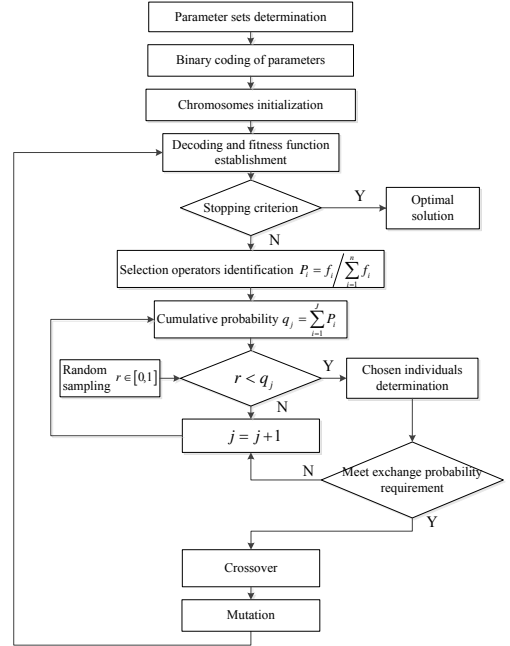 Parameter sets determination
Binary coding of parameters
Chromosomes initialization
Decoding and fitness function
establishment
Stopping criterion
Y
Optimal
solution
N
Selection operators identification P_i = f_i / ∑_{i=1}^{n} f_i
Cumulative probability q_j = ∑_{i=1}^{J} P_i
Random
sampling r ∈ [0,1]
r < q_j
Y
Chosen individuals
determination
N
j = j+1
N
Meet exchange probability
requirement
Y
Crossover
Mutation